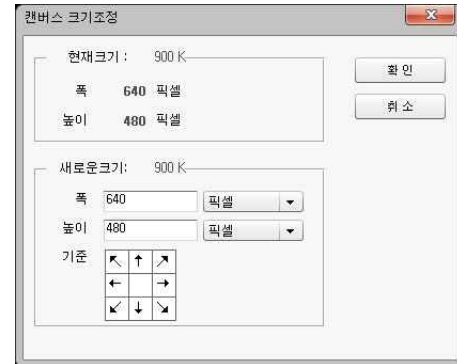 캔버스 크기조정
현재크기 : 900 K
폭 640 픽셀
높이 480 픽셀
확 인
취 소
새로운크기: 900 K
폭 640 픽셀
높이 480 픽셀
기준